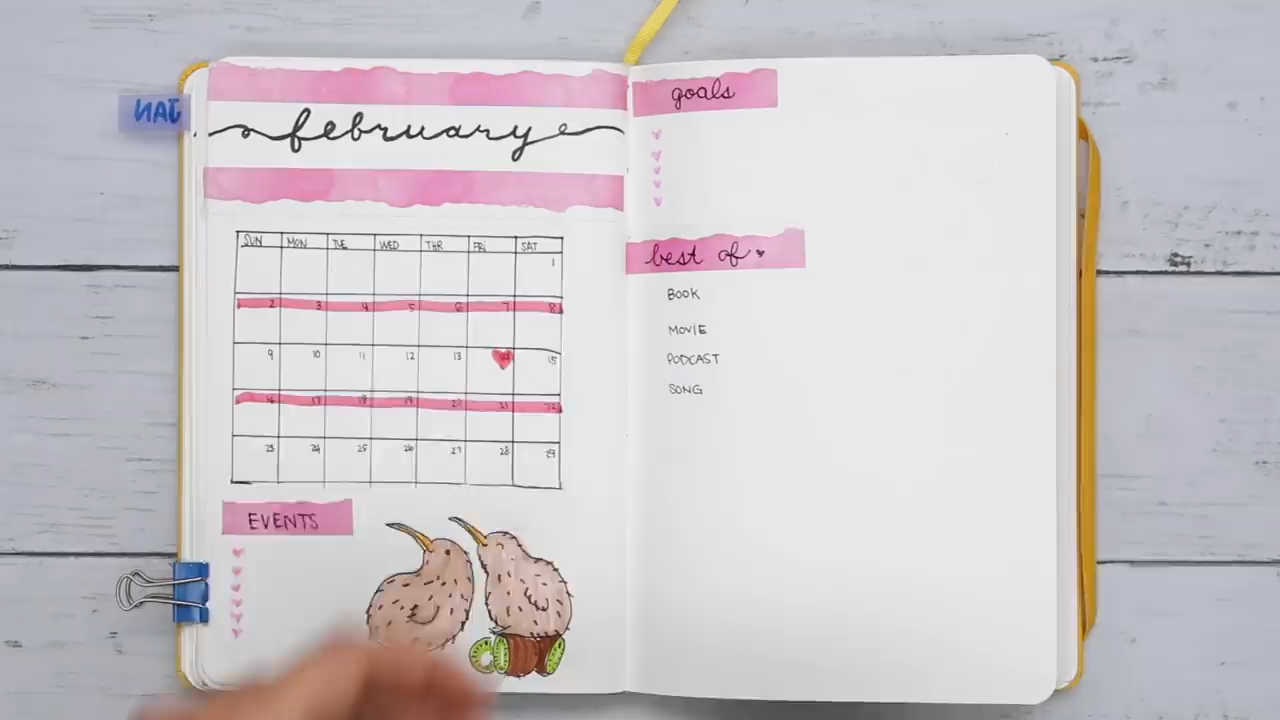 JAN
february
SUN MON TUE WED THR FRI SAT
1
2 3 4 5 6 7 8
9 10 11 12 13 14 15
16 17 18 19 20 21 22
23 24 25 26 27 28 29
EVENTS
goals
best of
BOOK
MOVIE
PODCAST
SONG